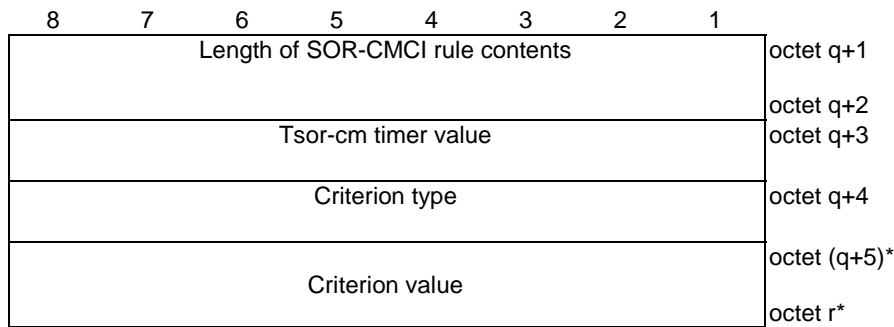 8 7 6 5 4 3 2 1
Length of SOR-CMCI rule contents octet q+1
octet q+2
Tsor-cm timer value octet q+3
Criterion type octet q+4
octet (q+5)*
Criterion value
octet r*